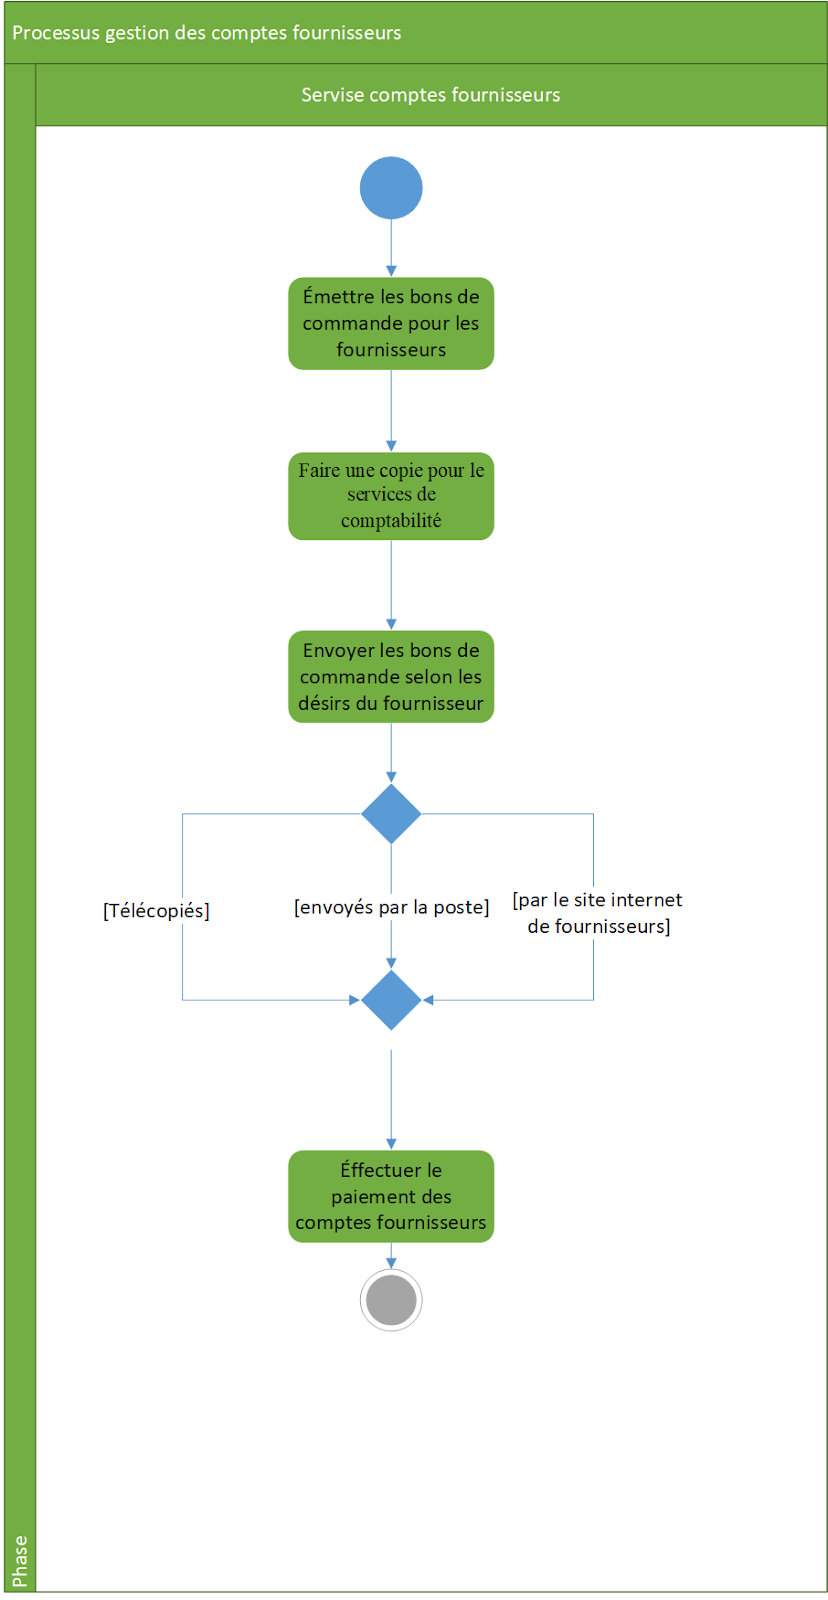 Processus gestion des comptes fournisseurs
Servise comptes fournisseurs
Émettre les bons de
commande pour les
fournisseurs
Faire une copie pour le
services de
comptabilité
Envoyer les bons de
commande selon les
désirs du fournisseur
[Télécopiés]
[envoyés par la poste]
[par le site internet
de fournisseurs]
Éffectuer le
paiement des
comptes fournisseurs
Phase